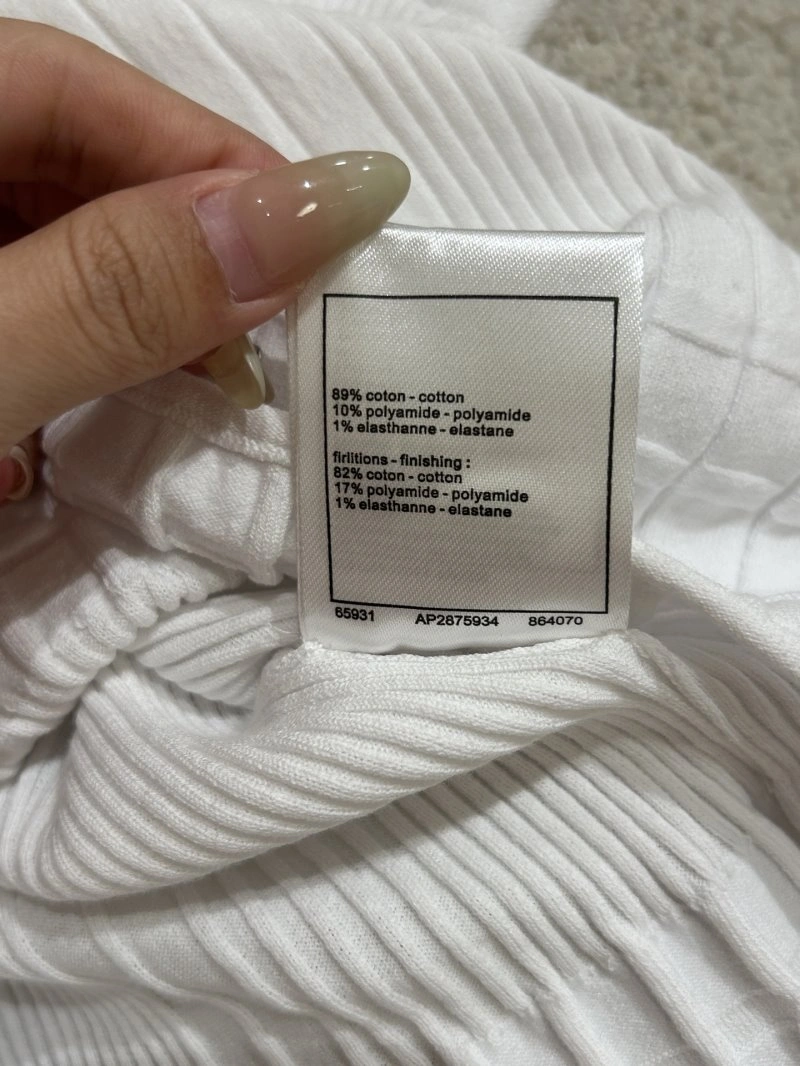 89% coton - cotton
10% polyamide - polyamide
1% elasthanne - elastane
firlitions - finishing :
82% coton - cotton
17% polyamide - polyamide
1% elasthanne - elastane
65931 AP2875934 864070